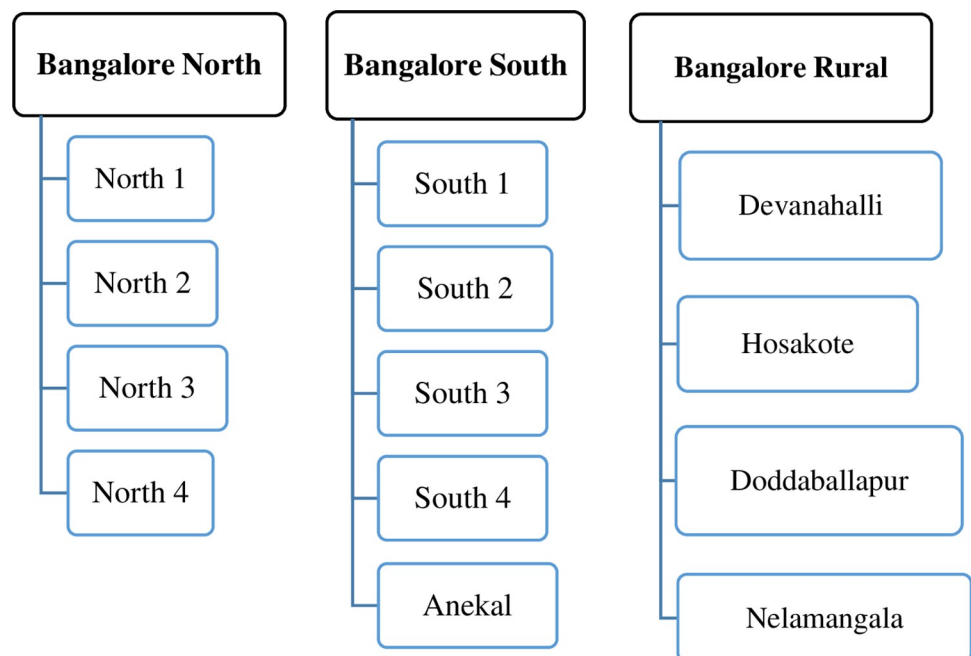 Bangalore North
North 1
North 2
North 3
North 4
Bangalore South
South 1
South 2
South 3
South 4
Anekal
Bangalore Rural
Devanahalli
Hosakote
Doddaballapur
Nelamangala